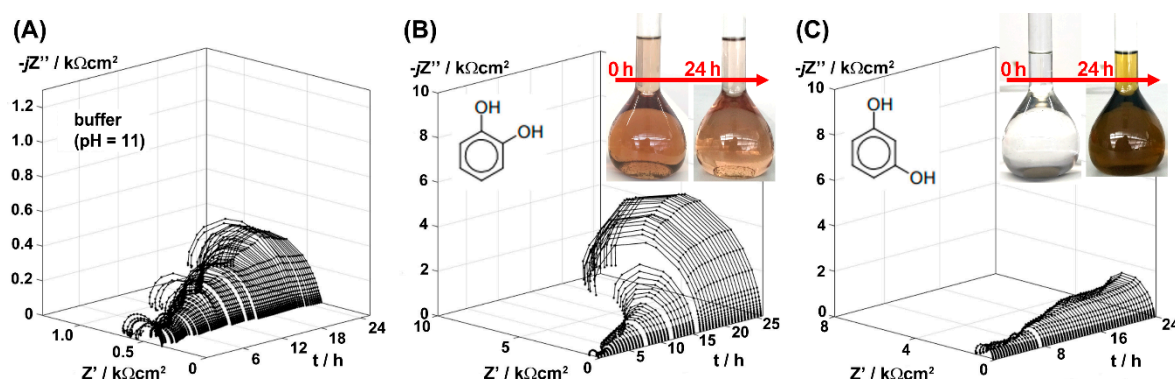 (A)
-jZ'' / kΩcm²
1.2
1.0
0.8
0.6
0.4
0.2
0
buffer
(pH = 11)
1.0
0.5
0
Z' / kΩcm²
6
12
18
24
t / h
(B)
-jZ'' / kΩcm²
10
8
6
4
2
0
OH
OH
0 h
24 h
10
5
0
Z' / kΩcm²
5
10
15
20
25
t / h
(C)
-jZ'' / kΩcm²
10
8
6
4
2
0
OH
OH
0 h
24 h
8
4
0
Z' / kΩcm²
8
16
24
t / h